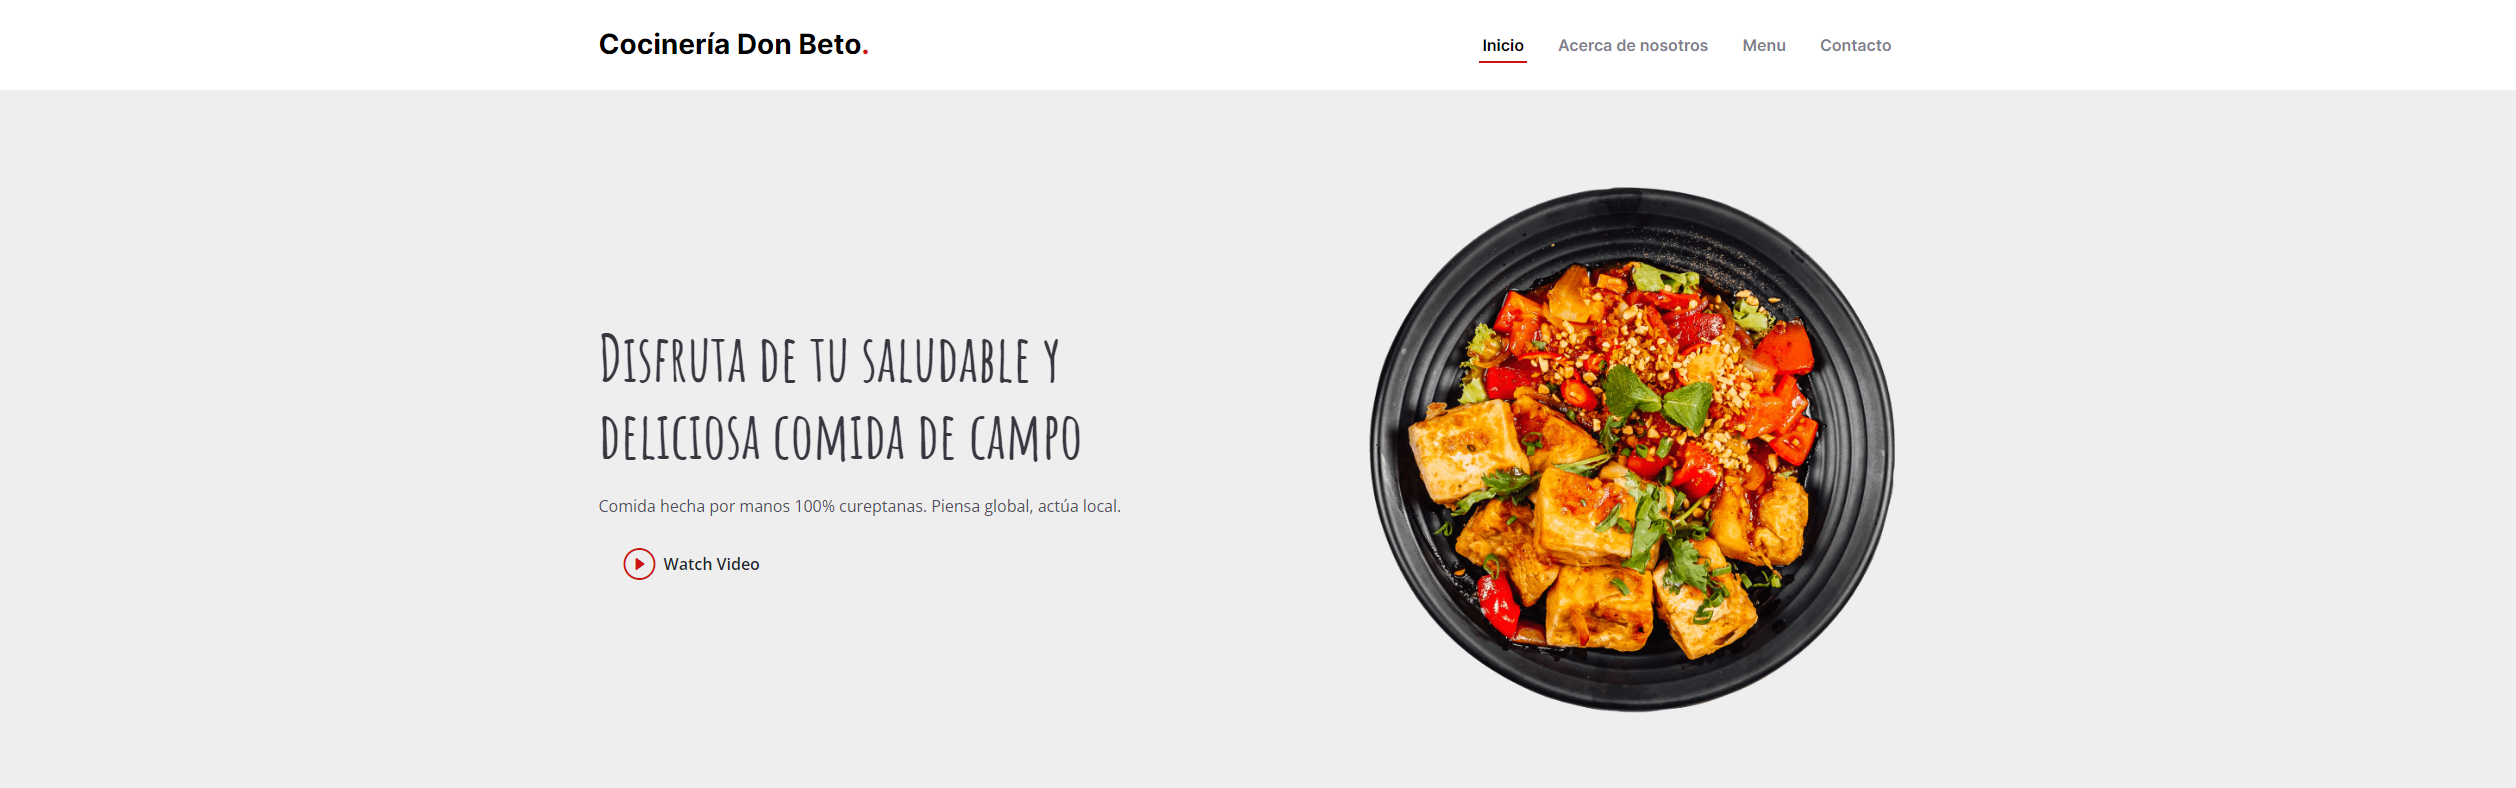 Cocinería Don Beto.
Inicio Acerca de nosotros Menu Contacto
Disfruta de tu saludable y
deliciosa comida de campo
Comida hecha por manos 100% cureptanas. Piensa global, actúa local.
Watch Video